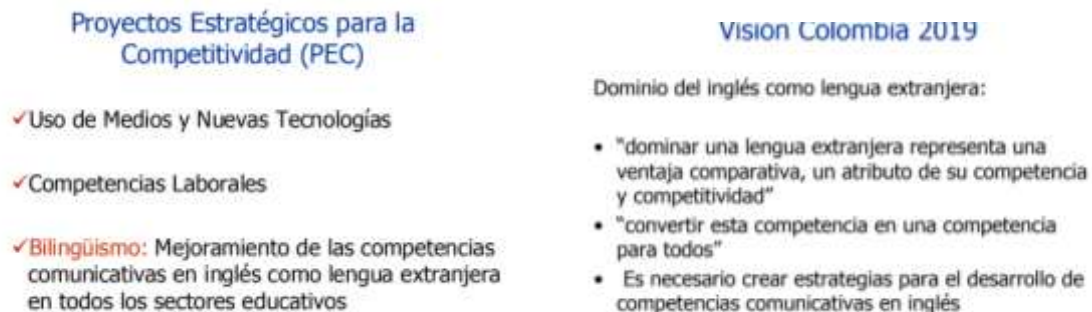 Proyectos Estratégicos para la
Competitividad (PEC)
✓Uso de Medios y Nuevas Tecnologías
✓Competencias Laborales
✓Bilingüismo: Mejoramiento de las competencias
comunicativas en inglés como lengua extranjera
en todos los sectores educativos
Visión Colombia 2019
Dominio del inglés como lengua extranjera:
• "dominar una lengua extranjera representa una
ventaja comparativa, un atributo de su competencia
y competitividad"
• "convertir esta competencia en una competencia
para todos"
• Es necesario crear estrategias para el desarrollo de
competencias comunicativas en inglés